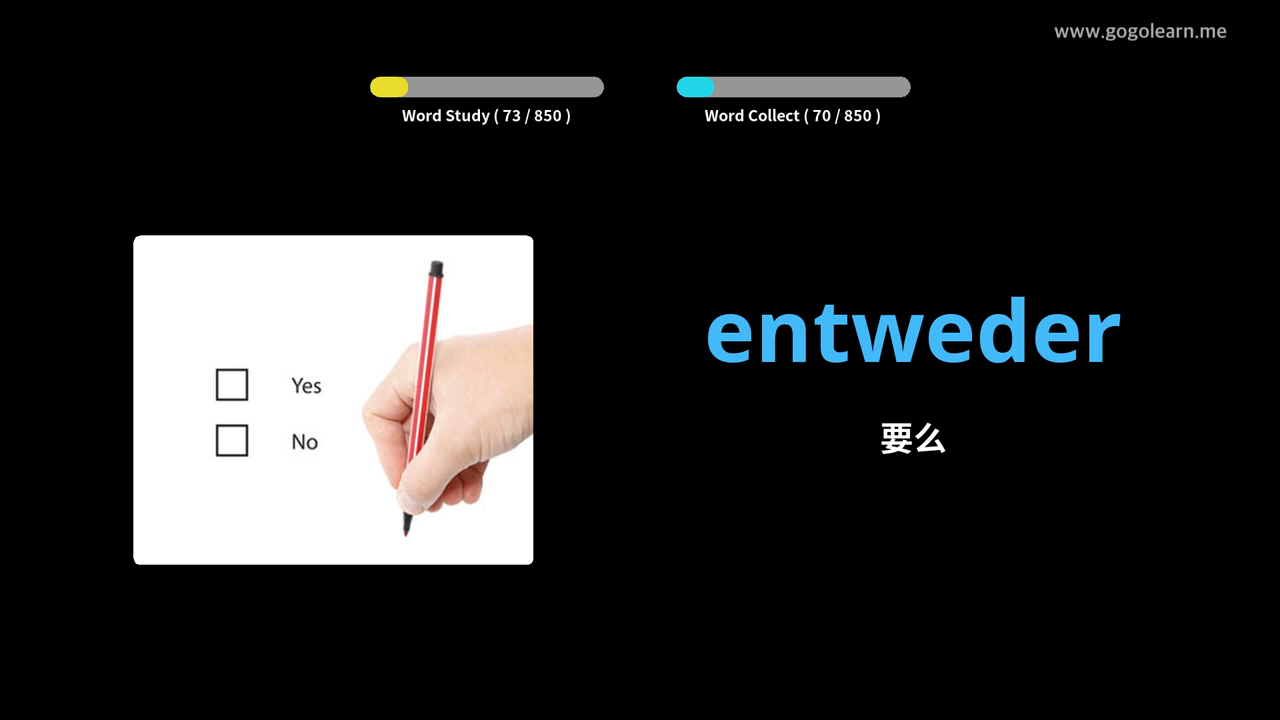 www.gogolearn.me
Word Study ( 73 / 850 )
Word Collect ( 70 / 850 )
Yes
No
entweder
要么